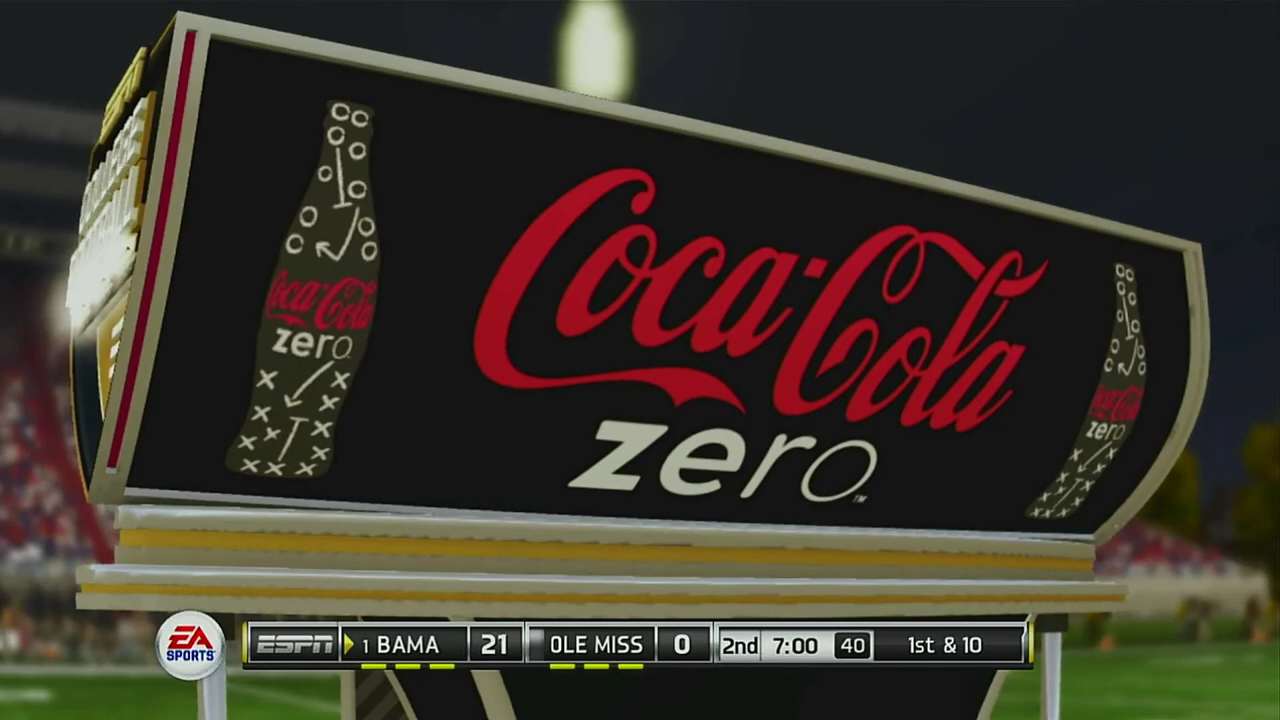 Coca-Cola
zero
Coca-Cola
zero™
Coca-Cola
zero
EA
SPORTS
ESPN 1 BAMA 21 OLE MISS 0 2nd 7:00 40 1st & 10